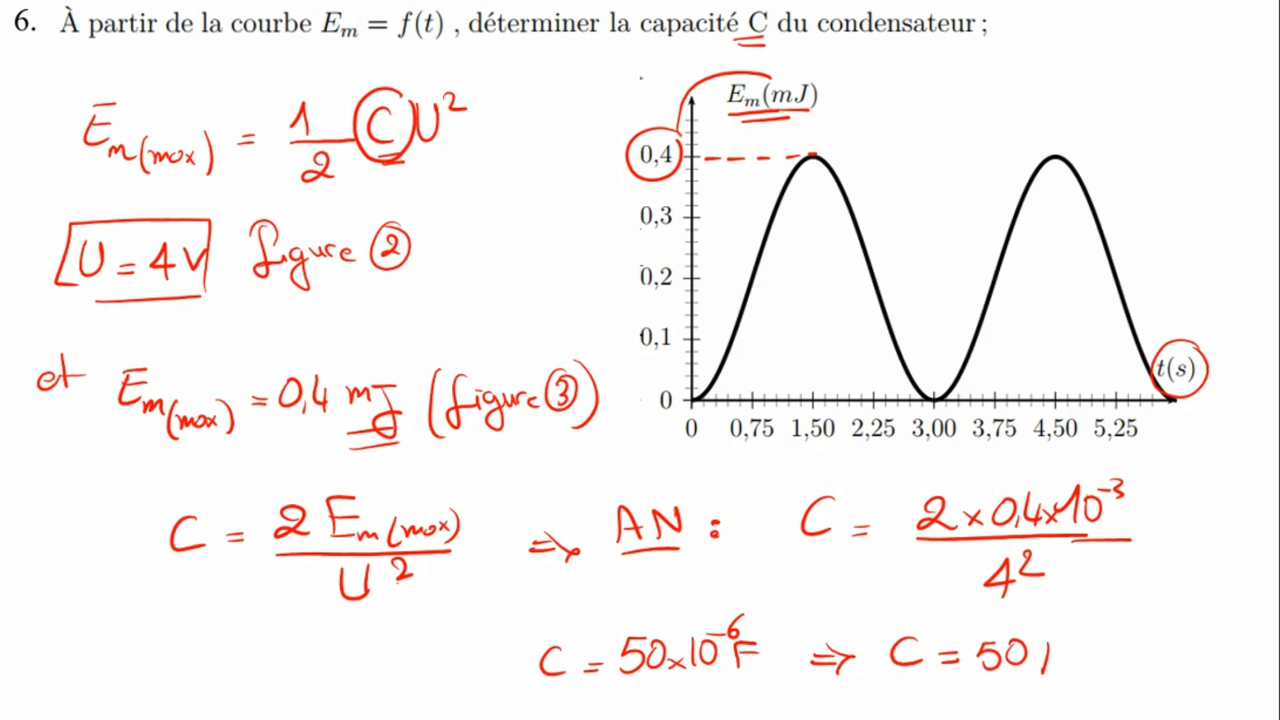 6. À partir de la courbe Eₘ = f(t) , déterminer la capacité C du condensateur ;
Eₘ(max) = 1/2 C U²
U = 4V figure ②
et Eₘ(max) = 0,4 mJ (figure ③)
Eₘ(mJ)
0,4
0,3
0,2
0,1
0
t(s)
0 0,75 1,50 2,25 3,00 3,75 4,50 5,25
C = 2 Eₘ(max) / U² => AN : C = 2 x 0,4 x 10⁻³ / 4²
C = 50 x 10⁻⁶ F => C = 50